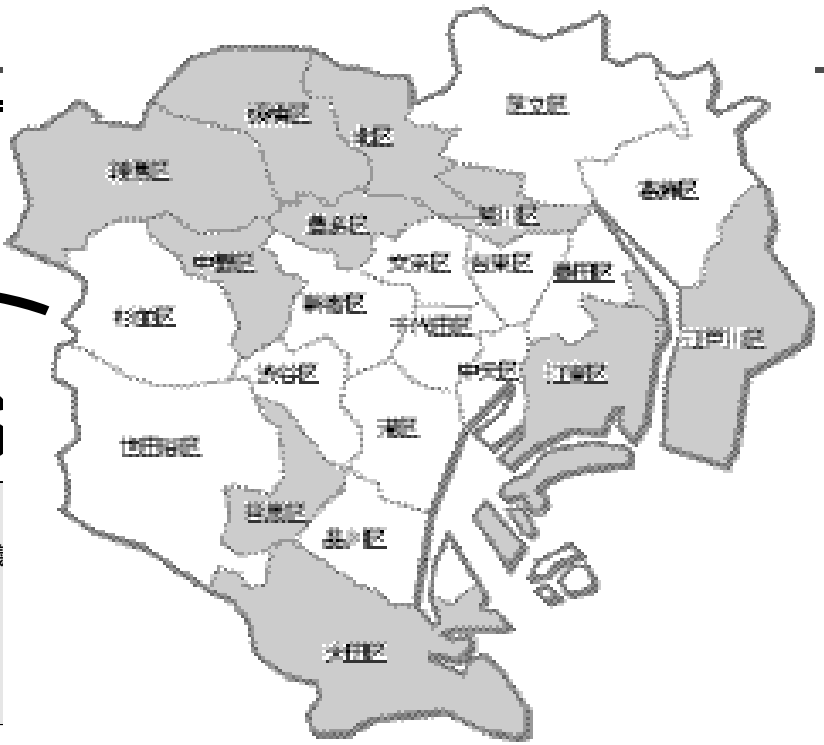 足立区
板橋区
北区
練馬区
葛飾区
荒川区
豊島区
中野区
文京区
台東区
墨田区
新宿区
杉並区
千代田区
江戸川区
渋谷区
中央区
江東区
港区
世田谷区
目黒区
品川区
大田区